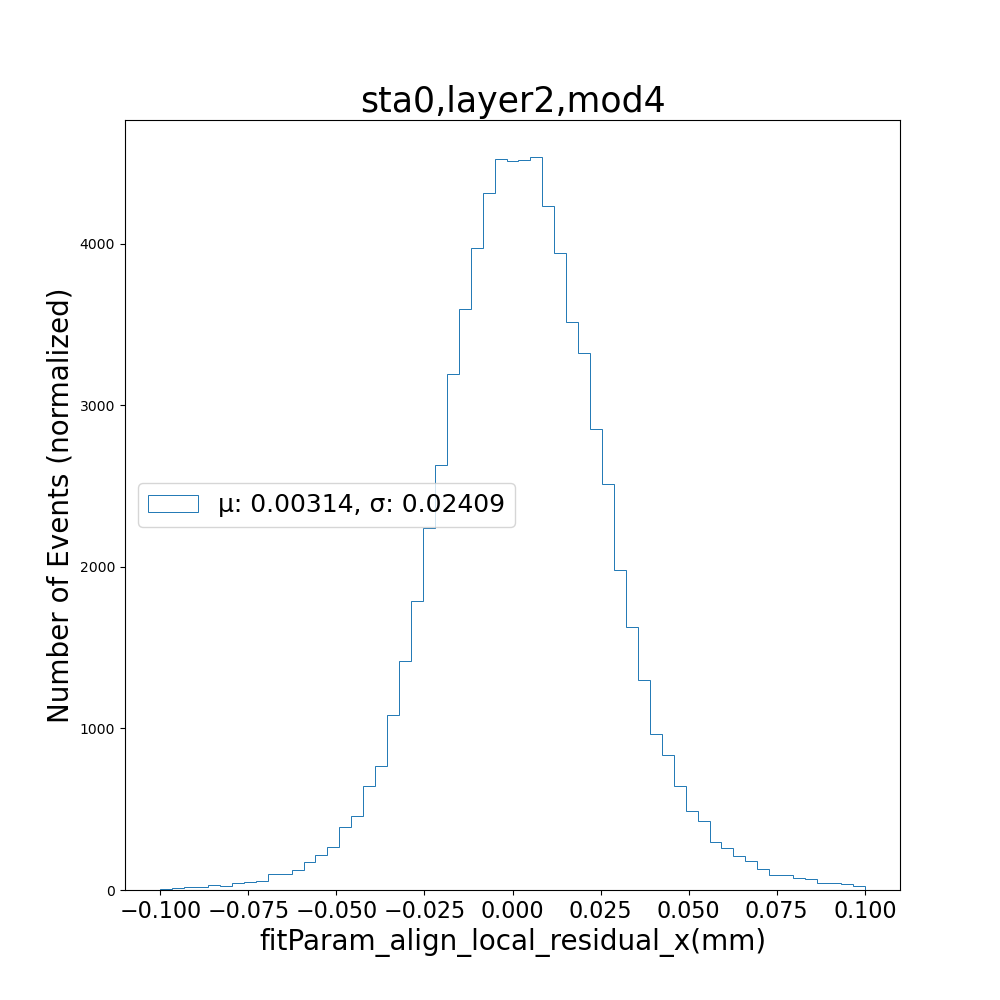 sta0,layer2,mod4
Number of Events (normalized)
4000
3000
2000
1000
0
μ: 0.00314, σ: 0.02409
−0.100 −0.075 −0.050 −0.025 0.000 0.025 0.050 0.075 0.100
fitParam_align_local_residual_x(mm)